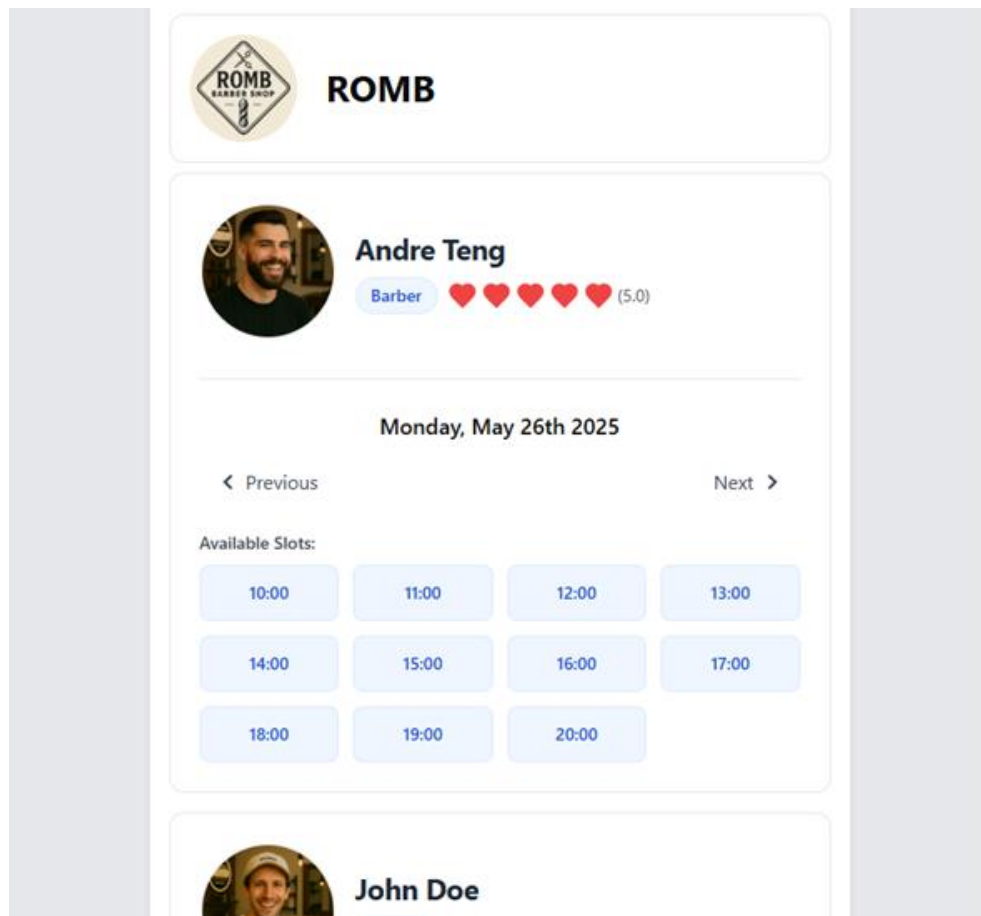 ROMB
BARBER SHOP
ROMB
Andre Teng
Barber (5.0)
Monday, May 26th 2025
Previous Next
Available Slots:
10:00 11:00 12:00 13:00
14:00 15:00 16:00 17:00
18:00 19:00 20:00
John Doe